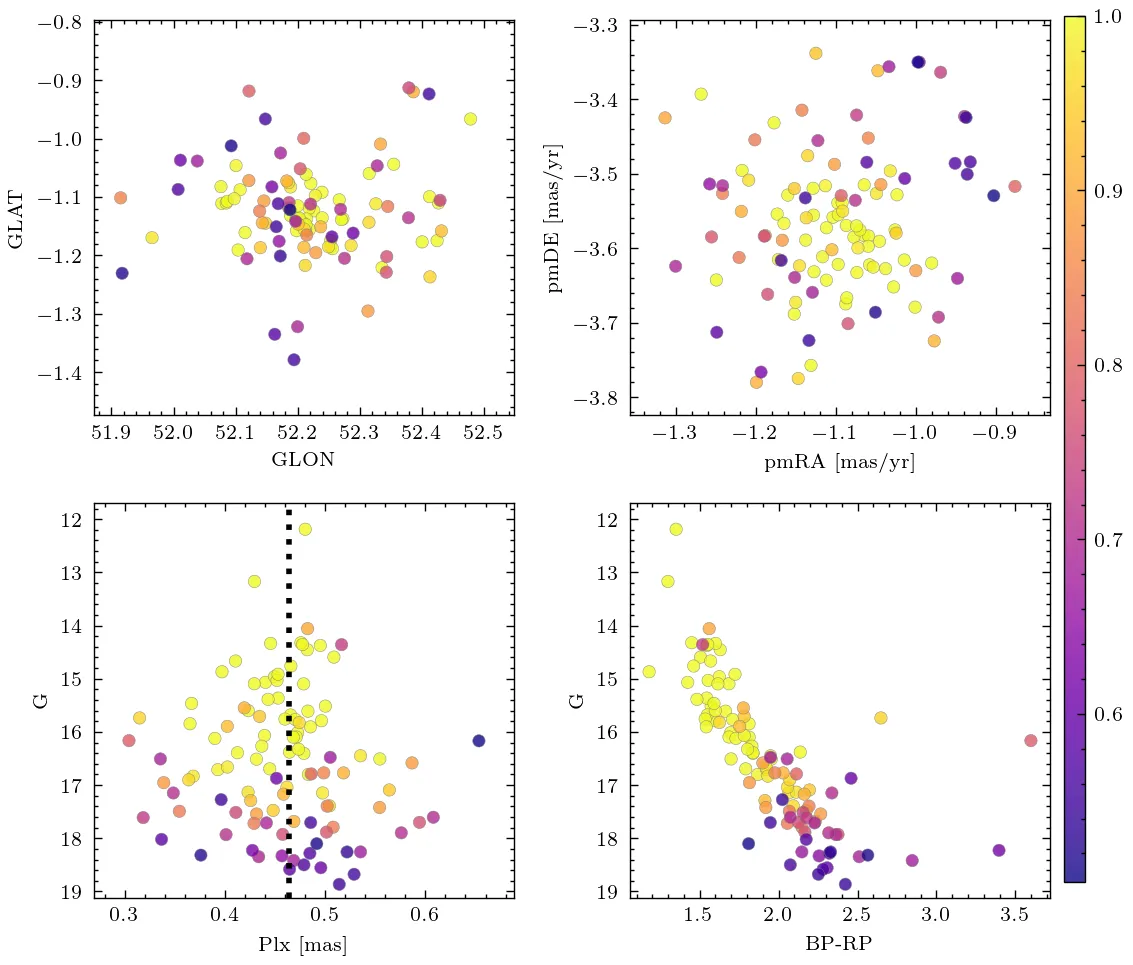 −0.8
−0.9
−1.0
−1.1
−1.2
−1.3
−1.4
GLAT
51.9 52.0 52.1 52.2 52.3 52.4 52.5
GLON
−3.3
−3.4
−3.5
−3.6
−3.7
−3.8
pmDE [mas/yr]
−1.3 −1.2 −1.1 −1.0 −0.9
pmRA [mas/yr]
12
13
14
15
16
17
18
19
G
0.3 0.4 0.5 0.6
Plx [mas]
12
13
14
15
16
17
18
19
G
1.5 2.0 2.5 3.0 3.5
BP-RP
1.0
0.9
0.8
0.7
0.6